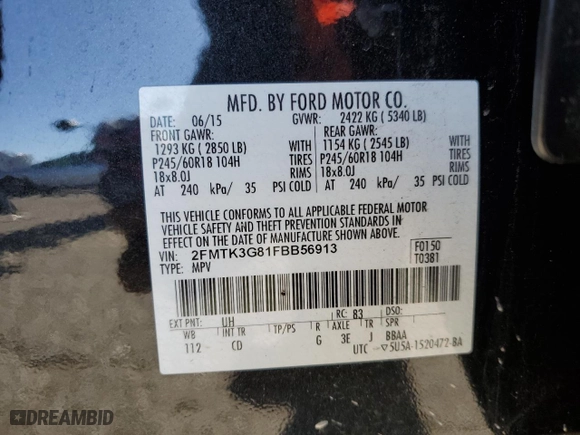 MFD. BY FORD MOTOR CO.
DATE: 06/15 GVWR: 2422 KG ( 5340 LB)
FRONT GAWR: REAR GAWR:
1293 KG ( 2850 LB) WITH 1154 KG ( 2545 LB) WITH
P245/60R18 104H TIRES P245/60R18 104H TIRES
18x8.0J RIMS 18x8.0J RIMS
AT 240 kPa/ 35 PSI COLD AT 240 kPa/ 35 PSI COLD
THIS VEHICLE CONFORMS TO ALL APPLICABLE FEDERAL MOTOR
VEHICLE SAFETY AND THEFT PREVENTION STANDARDS IN
EFFECT ON THE DATE OF MANUFACTURE SHOWN ABOVE.
VIN: 2FMTK3G81FBB56913 F0150
TYPE: MPV T0381
EXT PNT: UH RC: 83 DSO:
WB INT TR TP/PS R AXLE TR SPR
112 CD G 3E J BBAA
UTC ▽5U5A-1520472-BA
DREAMBID